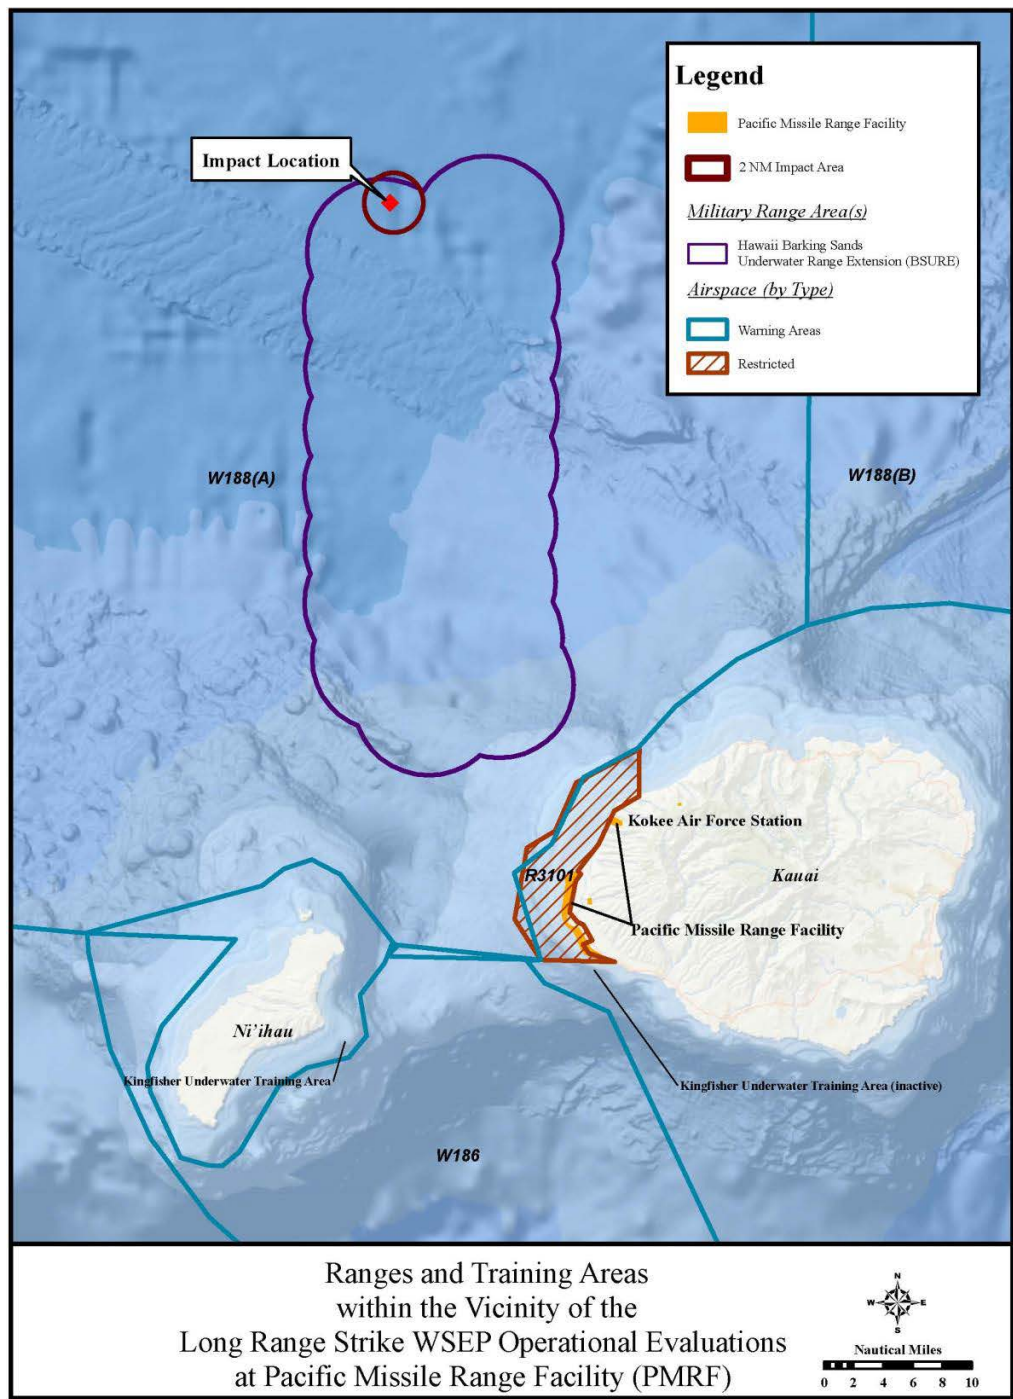 Legend
Pacific Missile Range Facility
2 NM Impact Area
Military Range Area(s)
Hawaii Barking Sands
Underwater Range Extension (BSURE)
Airspace (by Type)
Warning Areas
Restricted
Impact Location
W188(A)
W188(B)
Kokee Air Force Station
R3101
Kauai
Pacific Missile Range Facility
Ni'ihau
Kingfisher Underwater Training Area
Kingfisher Underwater Training Area (inactive)
W186
Ranges and Training Areas
within the Vicinity of the
Long Range Strike WSEP Operational Evaluations
at Pacific Missile Range Facility (PMRF)
N
W E
S
Nautical Miles
0 2 4 6 8 10